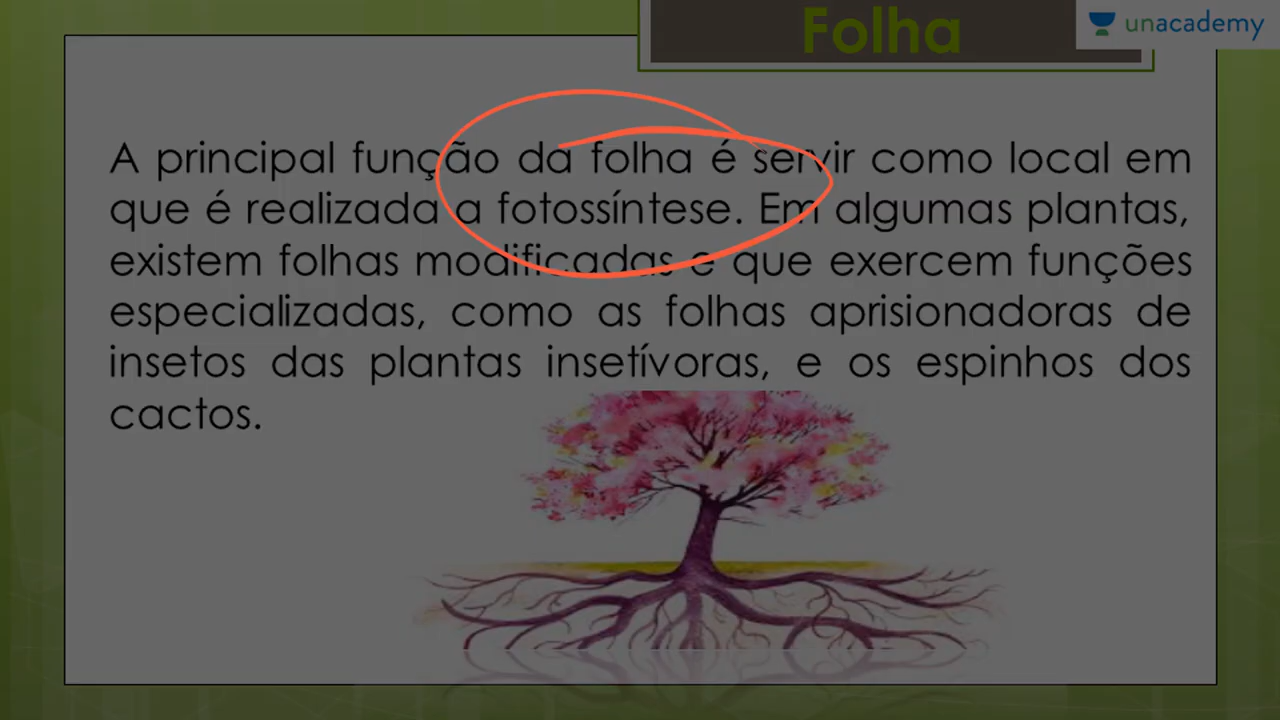 Folha
unacademy
A principal função da folha é servir como local em
que é realizada a fotossíntese. Em algumas plantas,
existem folhas modificadas e que exercem funções
especializadas, como as folhas aprisionadoras de
insetos das plantas insetívoras, e os espinhos dos
cactos.